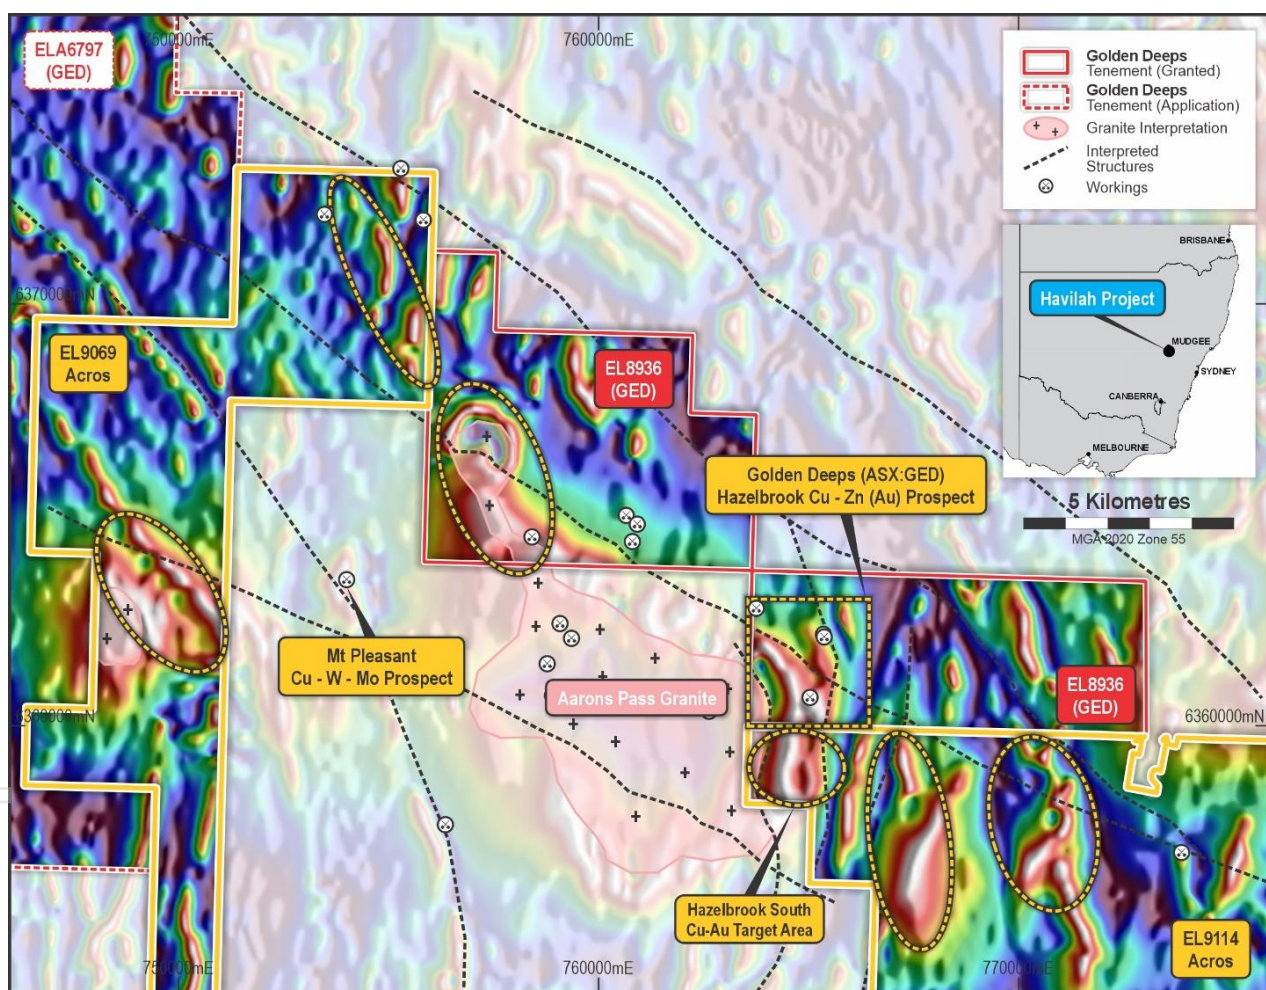 750000mE
760000mE
ELA6797
(GED)
Golden Deeps
Tenement (Granted)
Golden Deeps
Tenement (Application)
Granite Interpretation
Interpreted
Structures
Workings
BRISBANE
Havilah Project
MUDGEE
SYDNEY
CANBERRA
MELBOURNE
5 Kilometres
MGA 2020 Zone 55
6370000mN
EL9069
Acros
EL8936
(GED)
Golden Deeps (ASX:GED)
Hazelbrook Cu - Zn (Au) Prospect
Mt Pleasant
Cu - W - Mo Prospect
Aarons Pass Granite
EL8936
(GED)
6360000mN
6360000mN
Hazelbrook South
Cu-Au Target Area
EL9114
Acros
750000mE
760000mE
770000mE